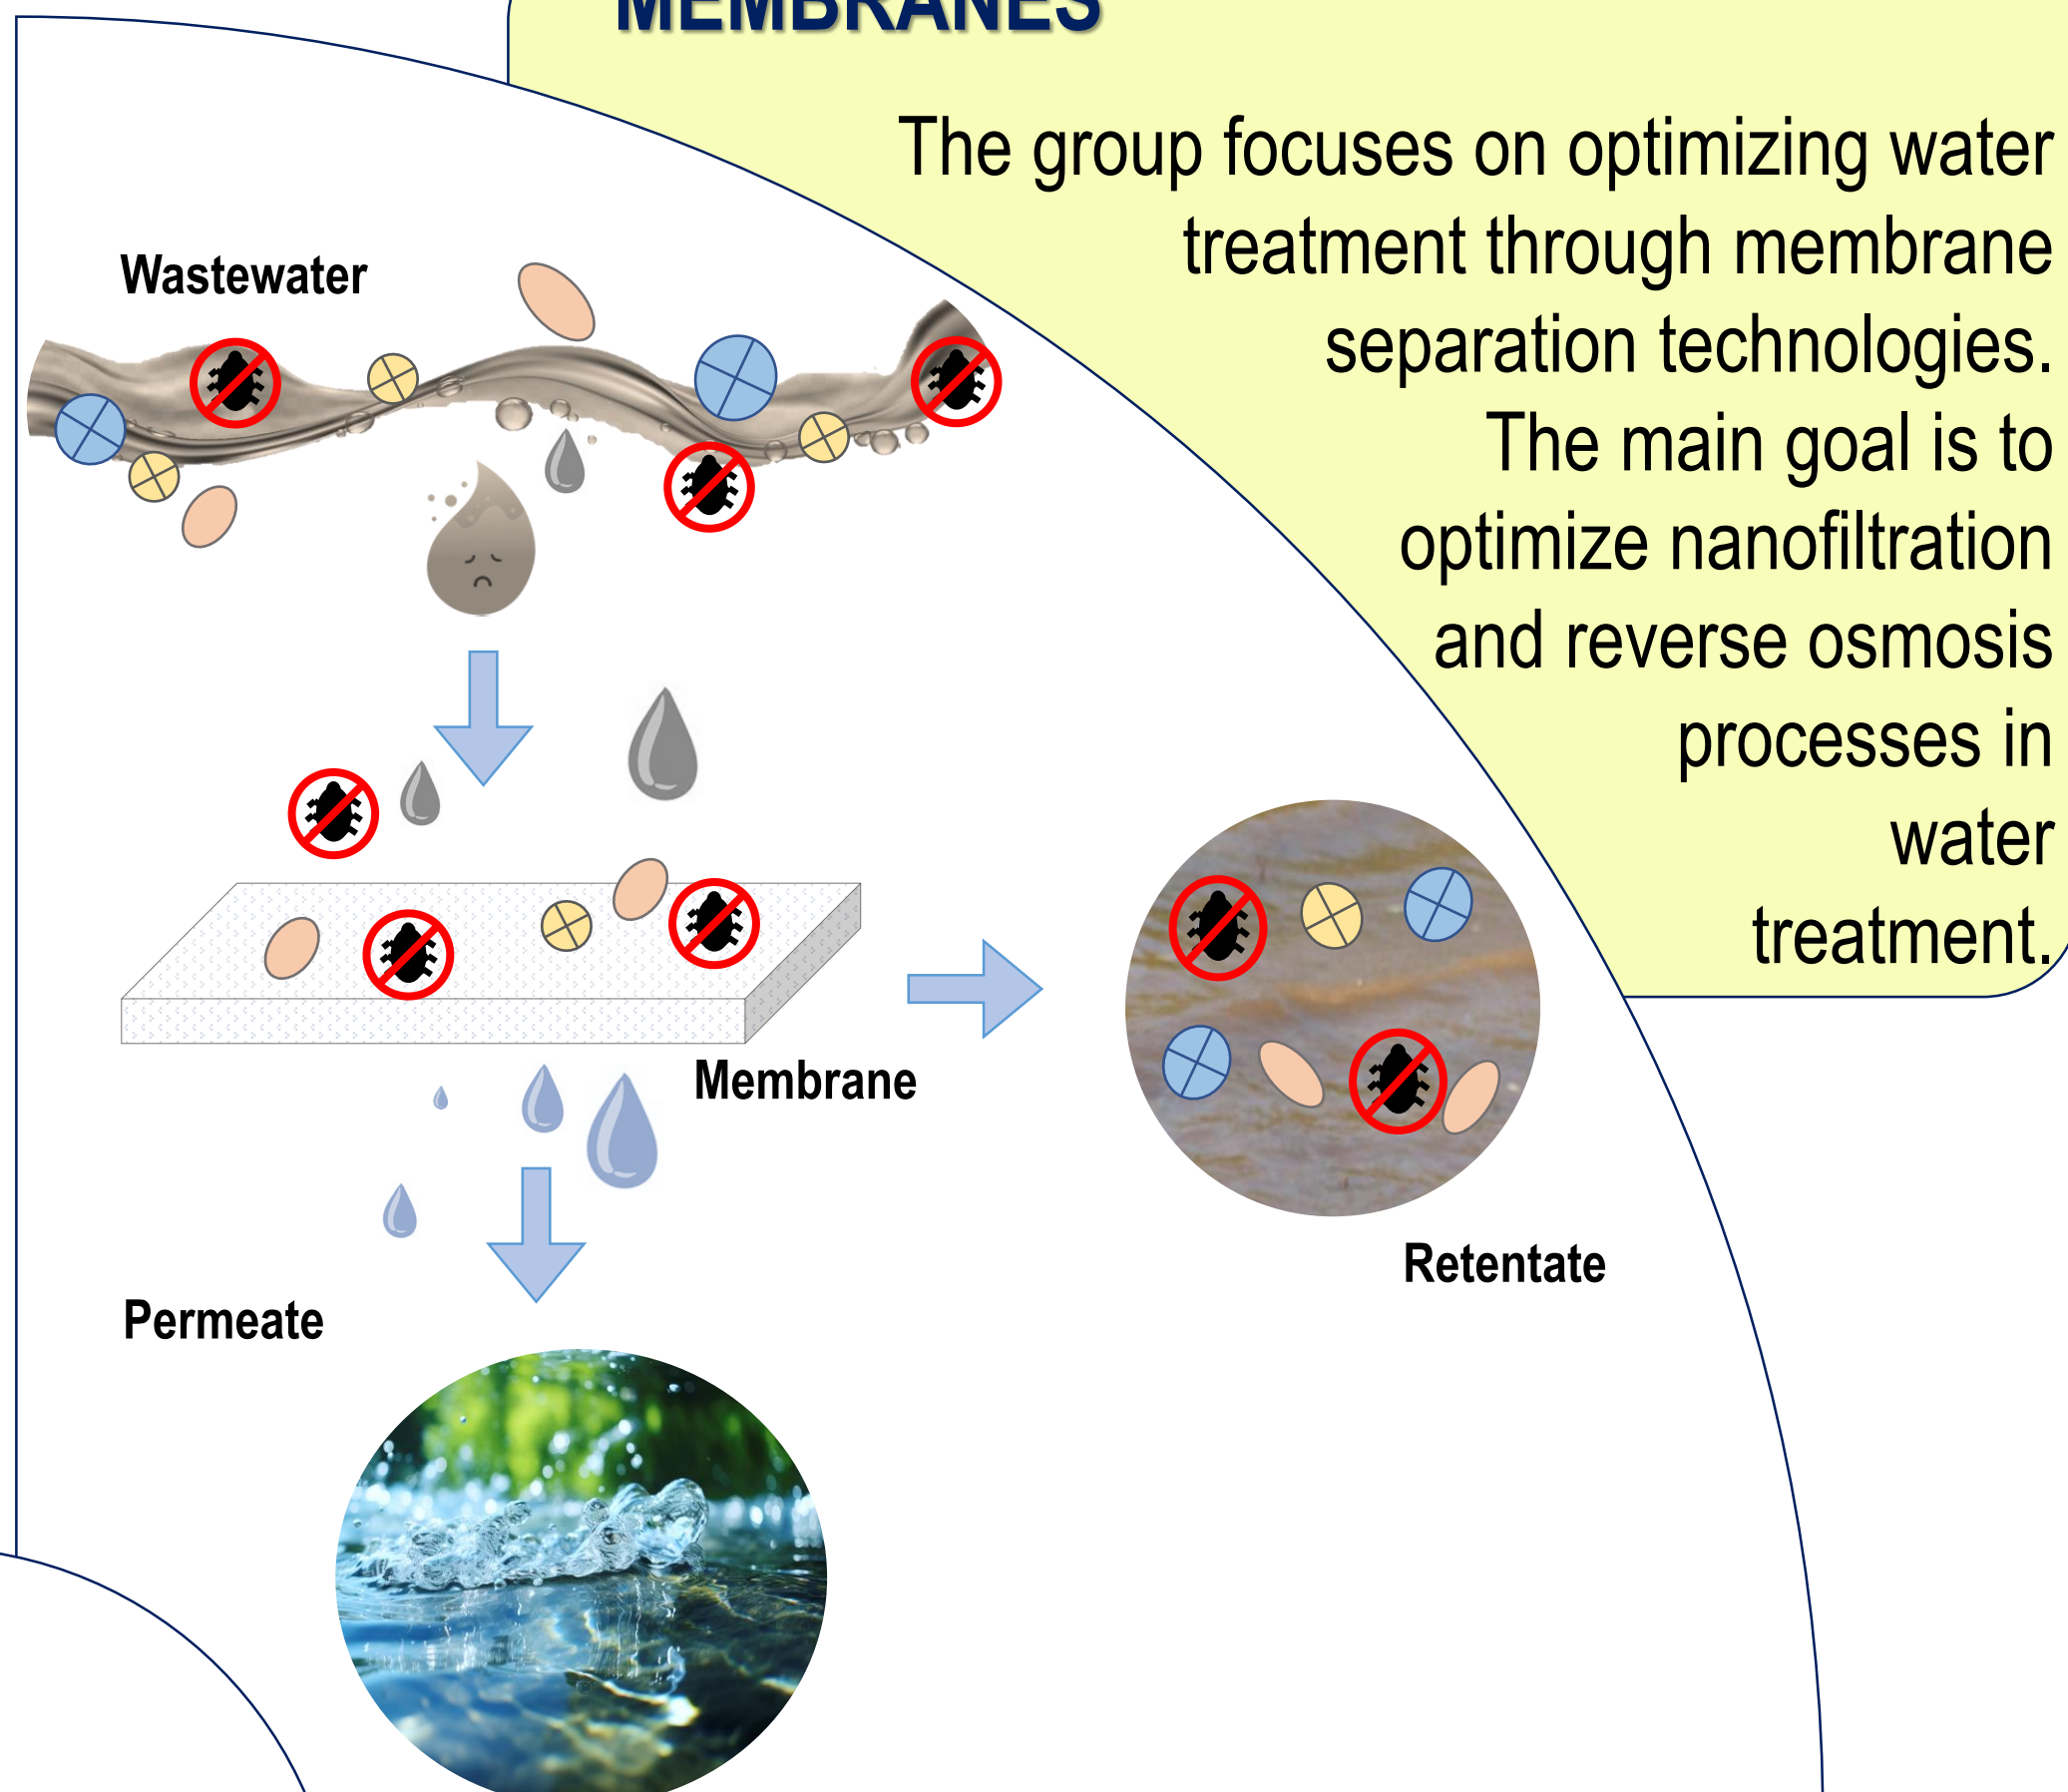 MEMBRANES
The group focuses on optimizing water
treatment through membrane
separation technologies.
The main goal is to
optimize nanofiltration
and reverse osmosis
processes in
water
treatment.
Wastewater
Membrane
Retentate
Permeate